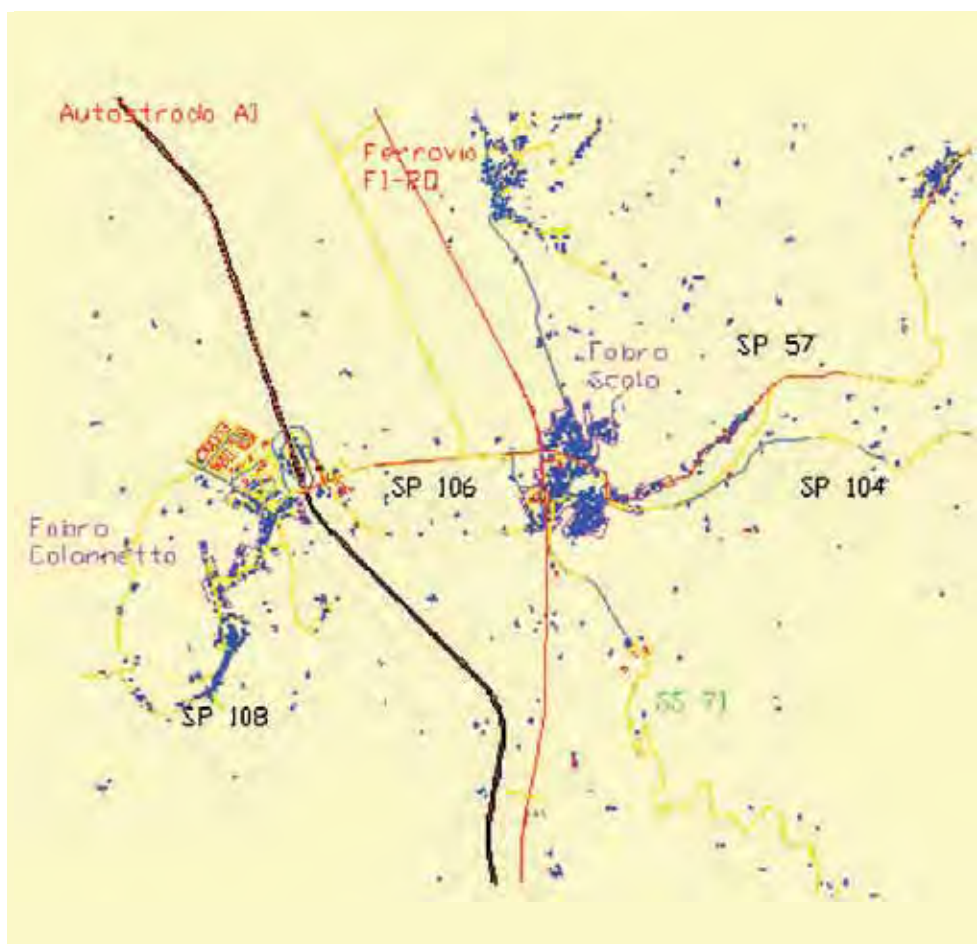 Autostrada A1
Ferrovia
FI-RO
Fabro
Scalo
SP 57
SP 106
SP 104
Fabro
Colonnetta
SP 108
SS 71